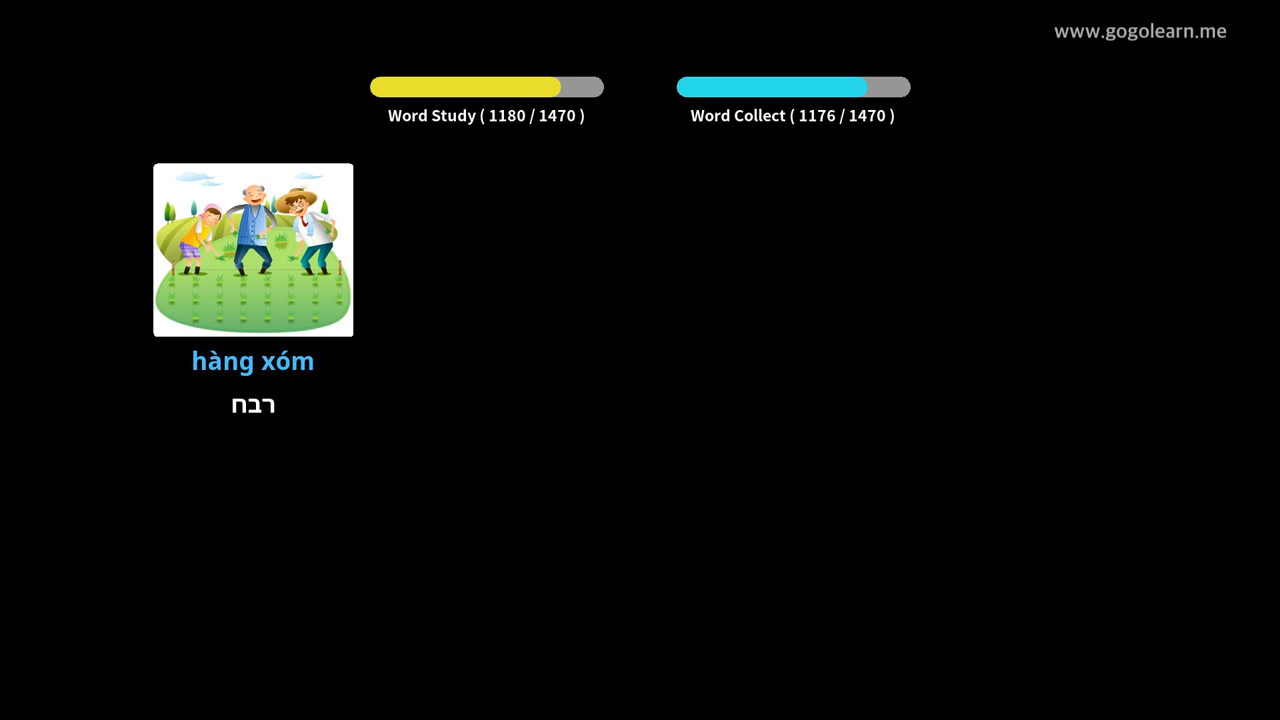 www.gogolearn.me
Word Study ( 1180 / 1470 )
Word Collect ( 1176 / 1470 )
hàng xóm
רבח